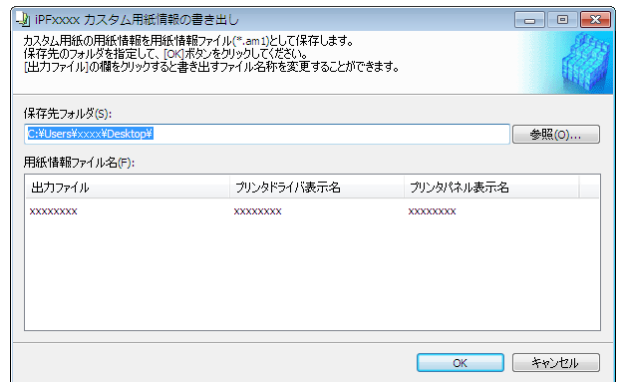 iPFxxxx カスタム用紙情報の書き出し
カスタム用紙の用紙情報を用紙情報ファイル(*.am1)として保存します。
保存先のフォルダを指定して、[OK]ボタンをクリックしてください。
[出力ファイル]の欄をクリックすると書き出すファイル名称を変更することができます。
保存先フォルダ(S):
C:¥Users¥xxxx¥Desktop¥ 参照(O)...
用紙情報ファイル名(F):
出力ファイル プリンタドライバ表示名 プリンタパネル表示名
xxxxxxxx xxxxxxxx xxxxxxxx
OK キャンセル